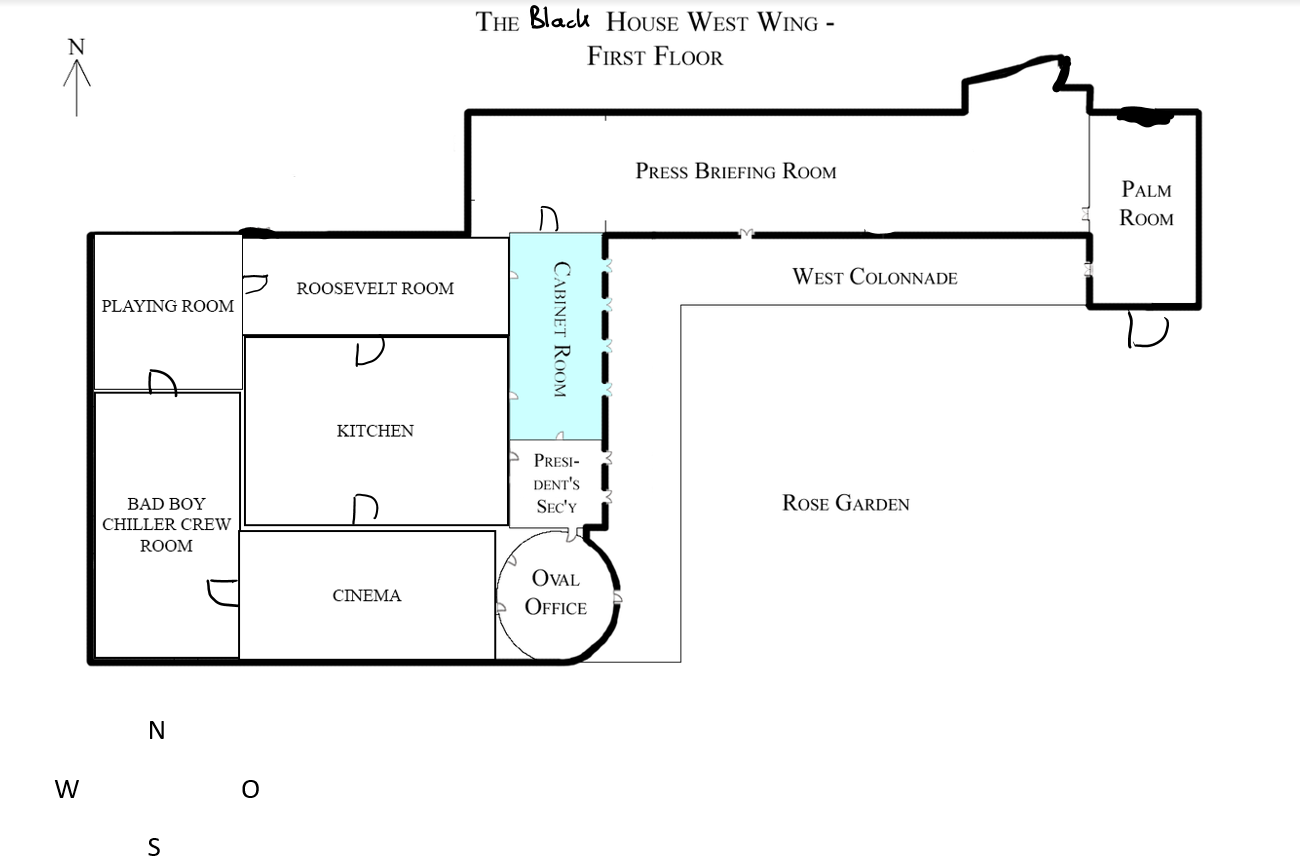 THE Black HOUSE WEST WING -
FIRST FLOOR
N
PRESS BRIEFING ROOM
PALM
ROOM
PLAYING ROOM
ROOSEVELT ROOM
CABINET ROOM
WEST COLONNADE
KITCHEN
PRESI-
DENT'S
SEC'Y
ROSE GARDEN
BAD BOY
CHILLER CREW
ROOM
CINEMA
OVAL
OFFICE
N
W O
S